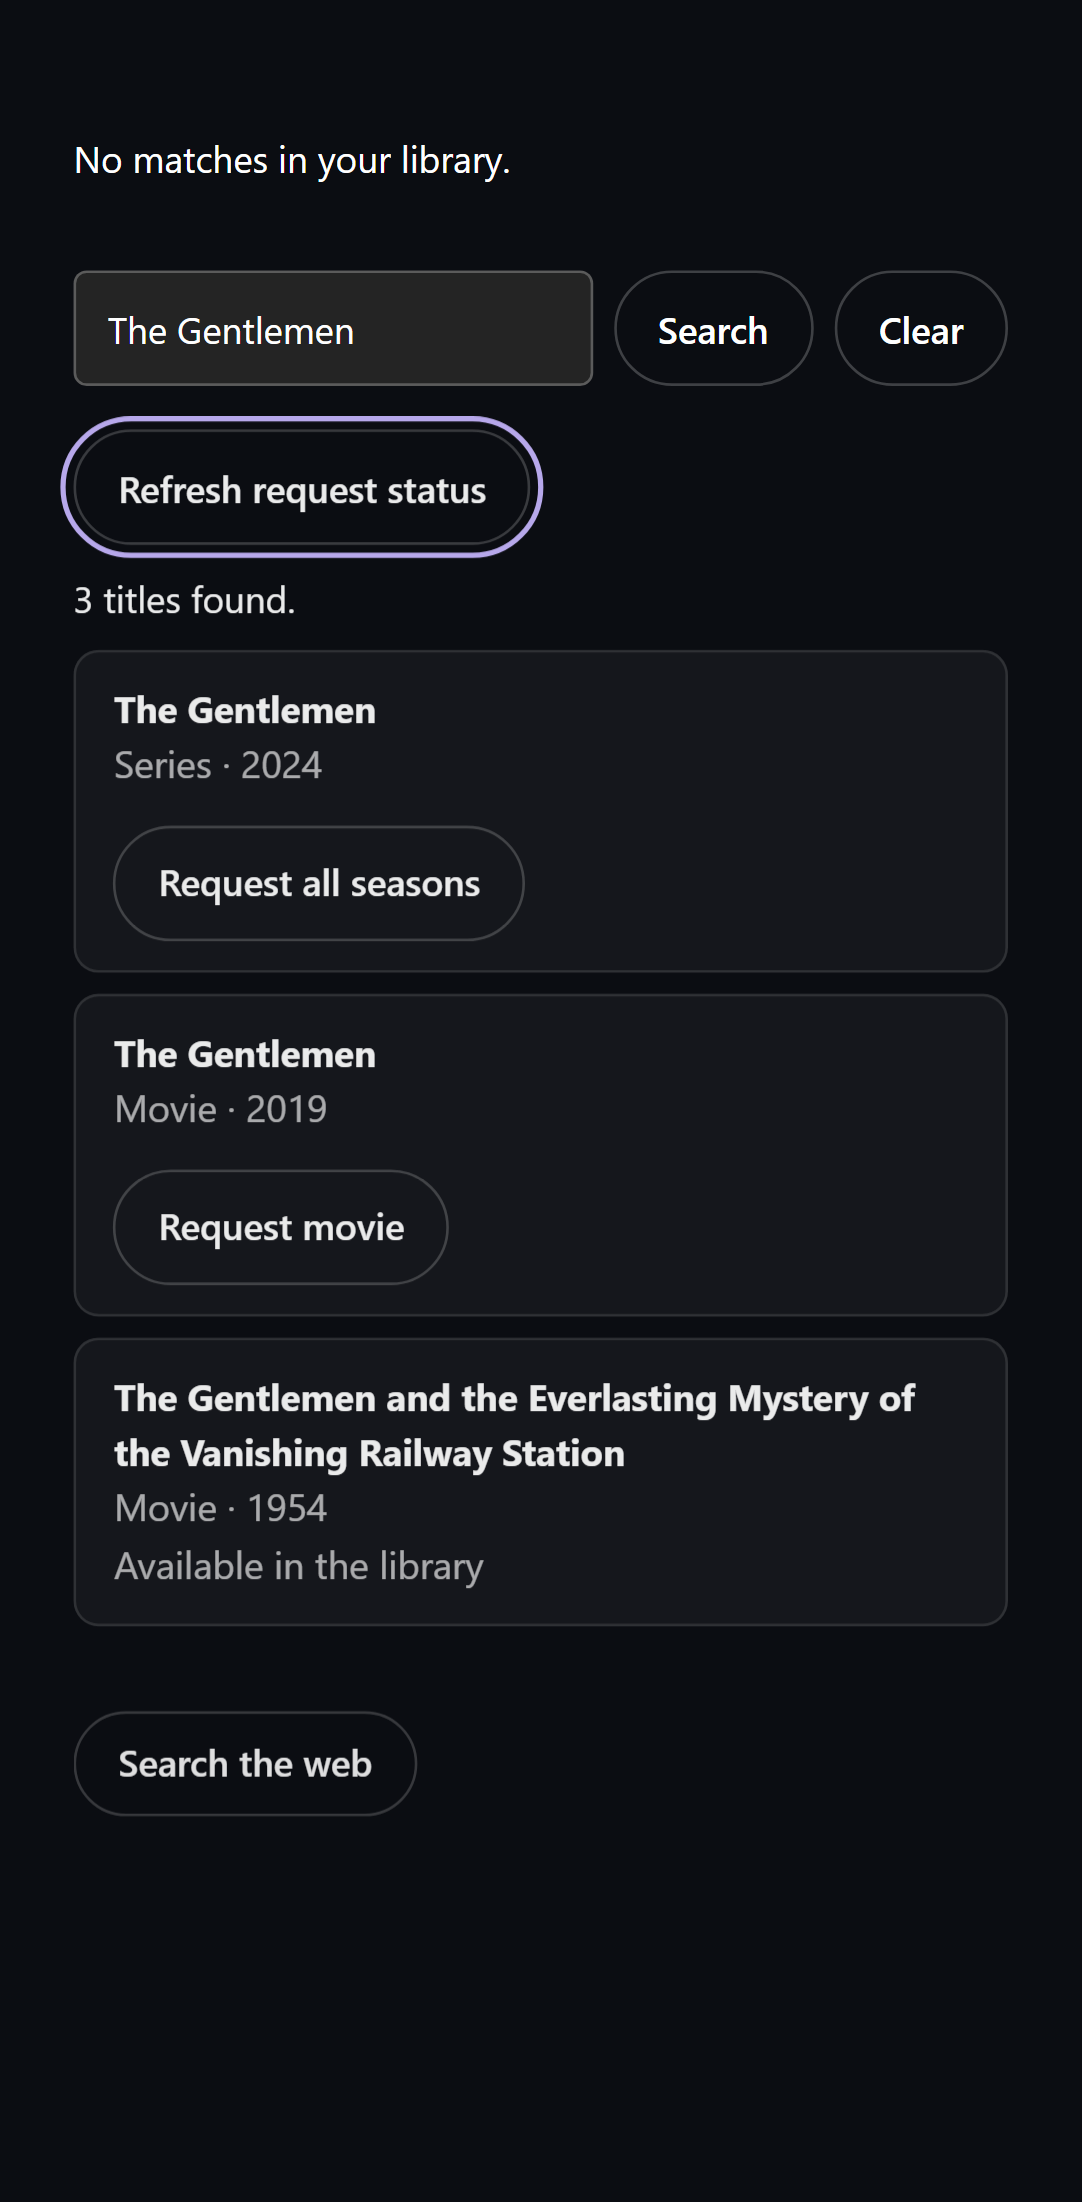 No matches in your library.
The Gentlemen
Search
Clear
Refresh request status
3 titles found.
The Gentlemen
Series · 2024
Request all seasons
The Gentlemen
Movie · 2019
Request movie
The Gentlemen and the Everlasting Mystery of
the Vanishing Railway Station
Movie · 1954
Available in the library
Search the web